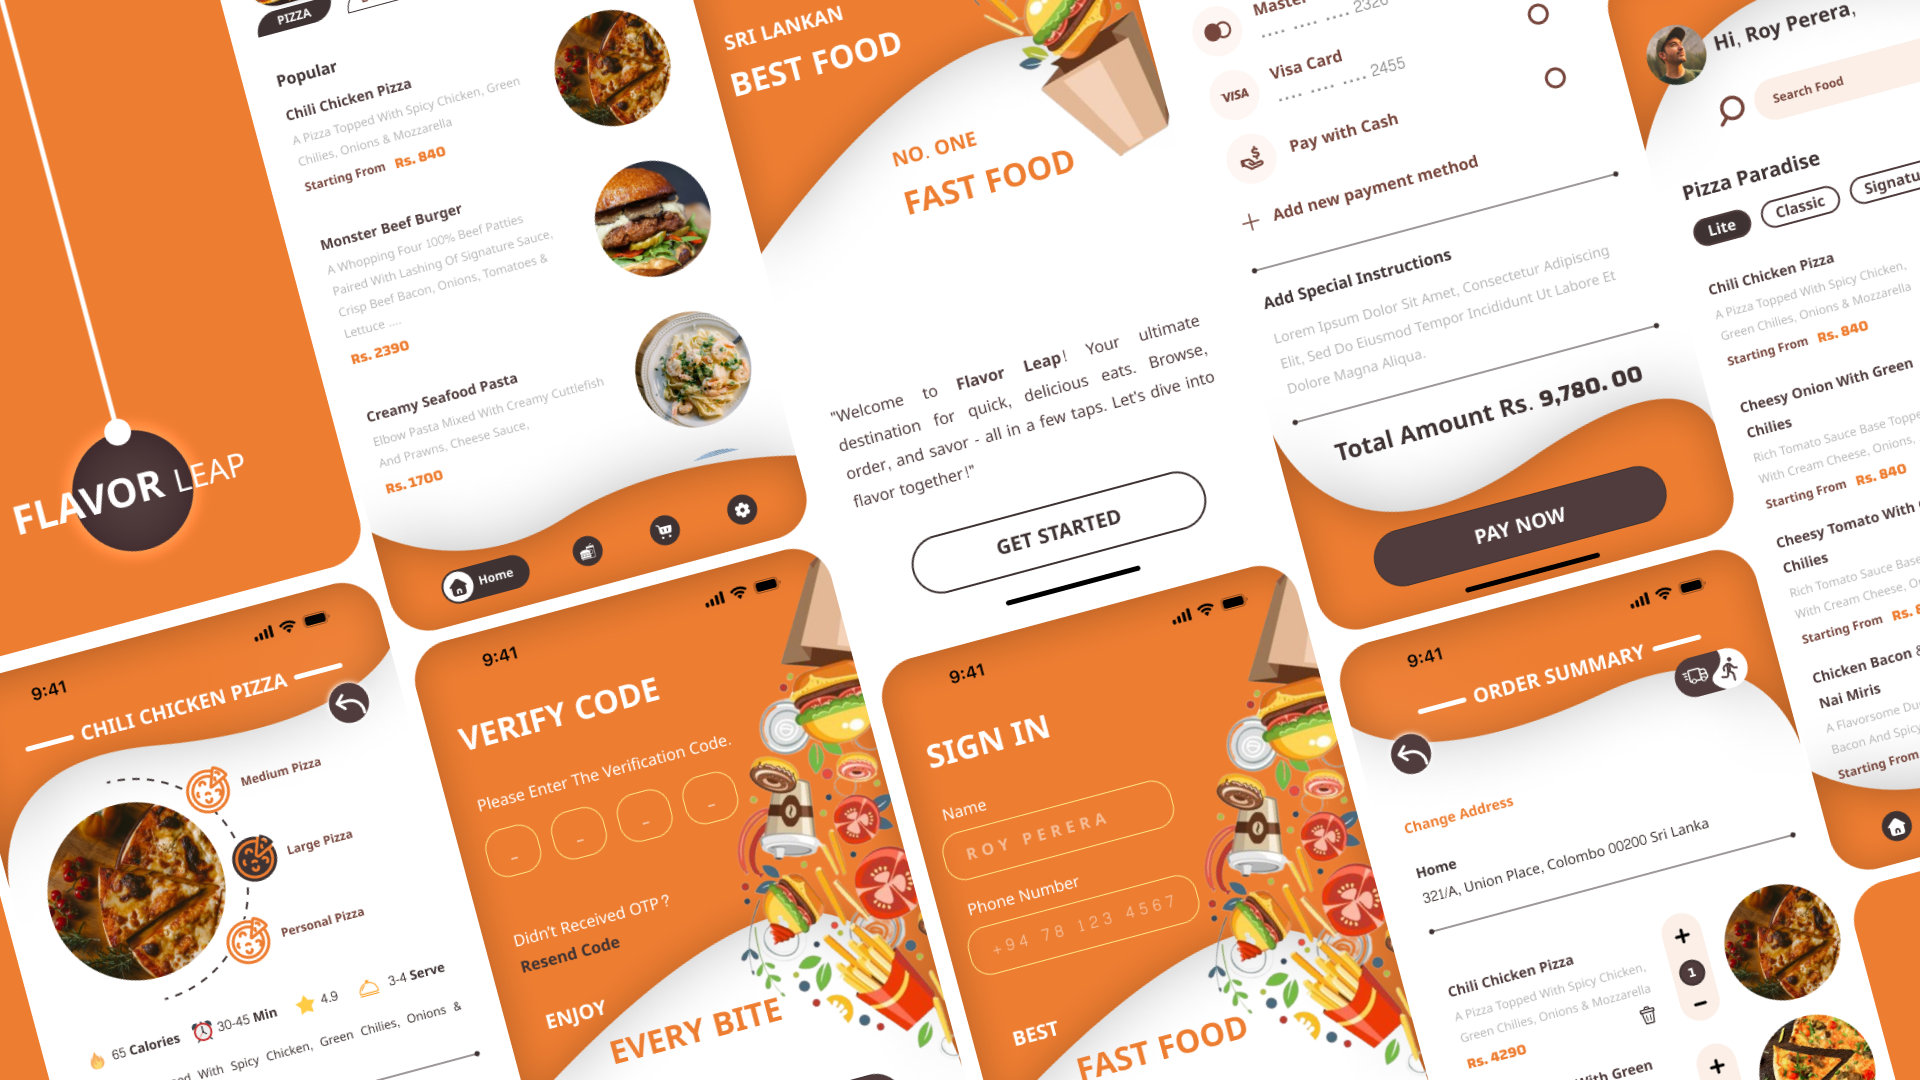 FLAVOR LEAP
PIZZA
Popular
Chili Chicken Pizza
A Pizza Topped With Spicy Chicken, Green
Chilies, Onions & Mozzarella
Starting From Rs. 840
Monster Beef Burger
A Whopping Four 100% Beef Patties
Paired With Lashing Of Signature Sauce,
Crisp Beef Bacon, Onions, Tomatoes &
Lettuce ....
Rs. 2390
Creamy Seafood Pasta
Elbow Pasta Mixed With Creamy Cuttlefish
And Prawns, Cheese Sauce,
Rs. 1700
Home
SRI LANKAN
BEST FOOD
NO. ONE
FAST FOOD
"Welcome to Flavor Leap! Your ultimate
destination for quick, delicious eats. Browse,
order, and savor - all in a few taps. Let's dive into
flavor together!"
GET STARTED
Master
.... .... 2326
Visa Card
VISA
.... .... .... 2455
Pay with Cash
Add new payment method
Add Special Instructions
Lorem Ipsum Dolor Sit Amet, Consectetur Adipiscing
Elit, Sed Do Eiusmod Tempor Incididunt Ut Labore Et
Dolore Magna Aliqua.
Total Amount Rs. 9,780. 00
PAY NOW
Hi, Roy Perera,
Search Food
Pizza Paradise
Lite
Classic
Signatu
Chili Chicken Pizza
A Pizza Topped With Spicy Chicken,
Green Chilies, Onions & Mozzarella
Starting From Rs. 840
Cheesy Onion With Green
Chilies
Rich Tomato Sauce Base Toppe
With Cream Cheese, Onions,
Starting From Rs. 840
Cheesy Tomato With
Chilies
Rich Tomato Sauce Base
With Cream Cheese, O
Starting From Rs. 8
Chicken Bacon &
Nai Miris
A Flavorsome Du
Bacon And Spicy
Starting From
9:41
CHILI CHICKEN PIZZA
Medium Pizza
Large Pizza
Personal Pizza
65 Calories
30-45 Min
4.9
3-4 Serve
With Spicy Chicken, Green Chilies, Onions &
9:41
VERIFY CODE
Please Enter The Verification Code.
- - - -
Didn't Received OTP ?
Resend Code
ENJOY
EVERY BITE
9:41
SIGN IN
Name
ROY PERERA
Phone Number
+94 78 123 4567
BEST
FAST FOOD
9:41
ORDER SUMMARY
Change Address
Home
321/A, Union Place, Colombo 00200 Sri Lanka
Chili Chicken Pizza
A Pizza Topped With Spicy Chicken,
Green Chilies, Onions & Mozzarella
Rs. 4290
+
1
-
With Green
+